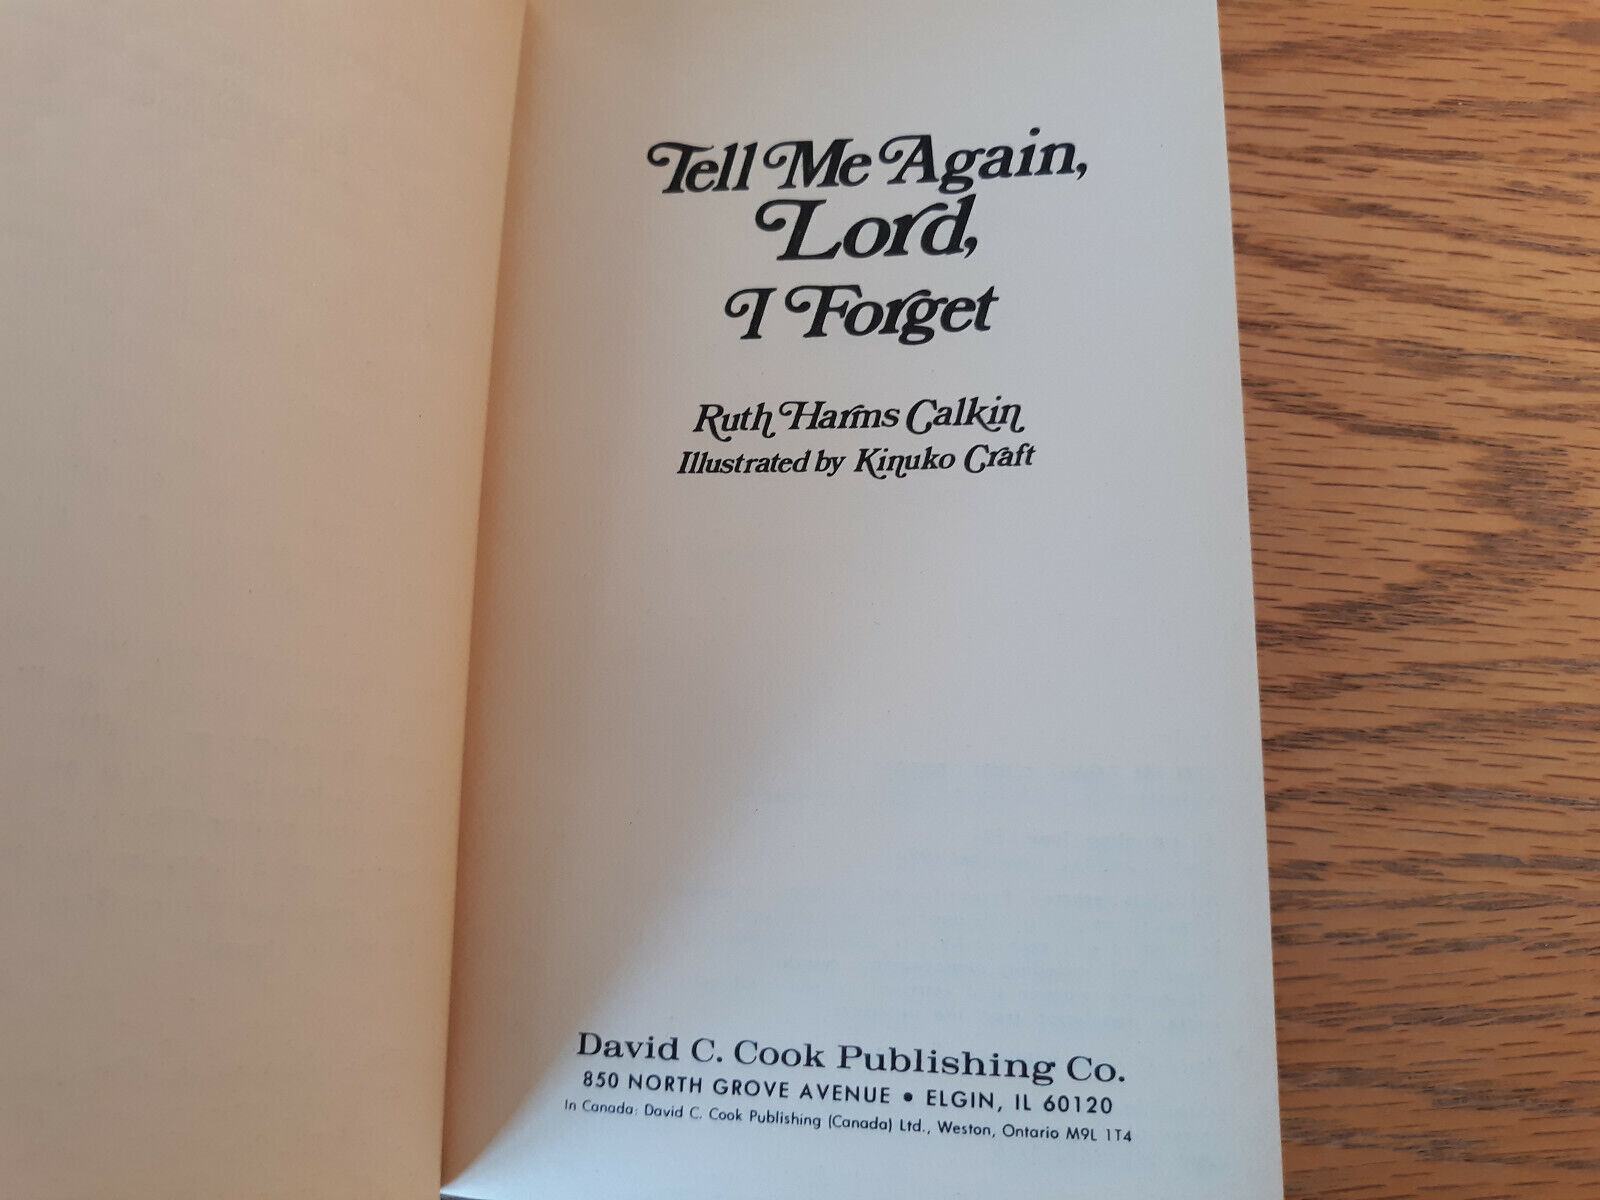 Tell Me Again,
Lord,
I Forget
Ruth Harms Calkin
Illustrated by Kinuko Craft
David C. Cook Publishing Co.
850 NORTH GROVE AVENUE • ELGIN, IL 60120
In Canada: David C. Cook Publishing (Canada) Ltd., Weston, Ontario M9L 1T4